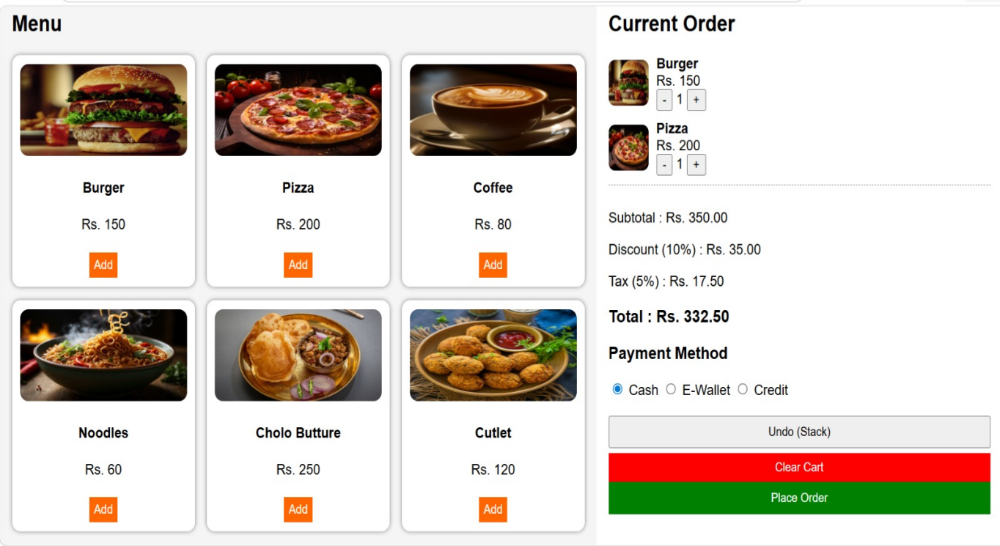 Menu
Burger
Rs. 150
Add
Pizza
Rs. 200
Add
Coffee
Rs. 80
Add
Noodles
Rs. 60
Add
Cholo Butture
Rs. 250
Add
Cutlet
Rs. 120
Add
Current Order
Burger
Rs. 150
- 1 +
Pizza
Rs. 200
- 1 +
Subtotal : Rs. 350.00
Discount (10%) : Rs. 35.00
Tax (5%) : Rs. 17.50
Total : Rs. 332.50
Payment Method
Cash E-Wallet Credit
Undo (Stack)
Clear Cart
Place Order